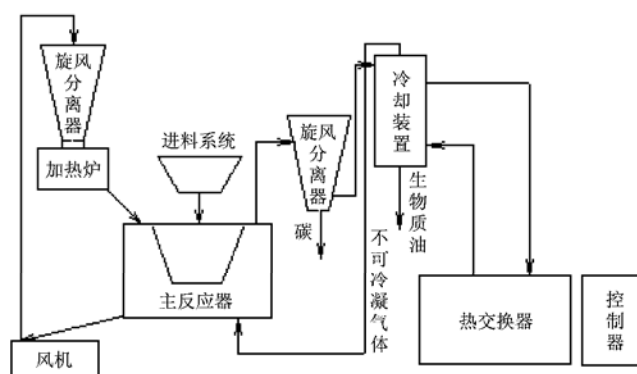 旋风分离器
加热炉
进料系统
旋风分离器
冷却装置
碳
生物质油
不可冷凝气体
主反应器
热交换器
控制器
风机